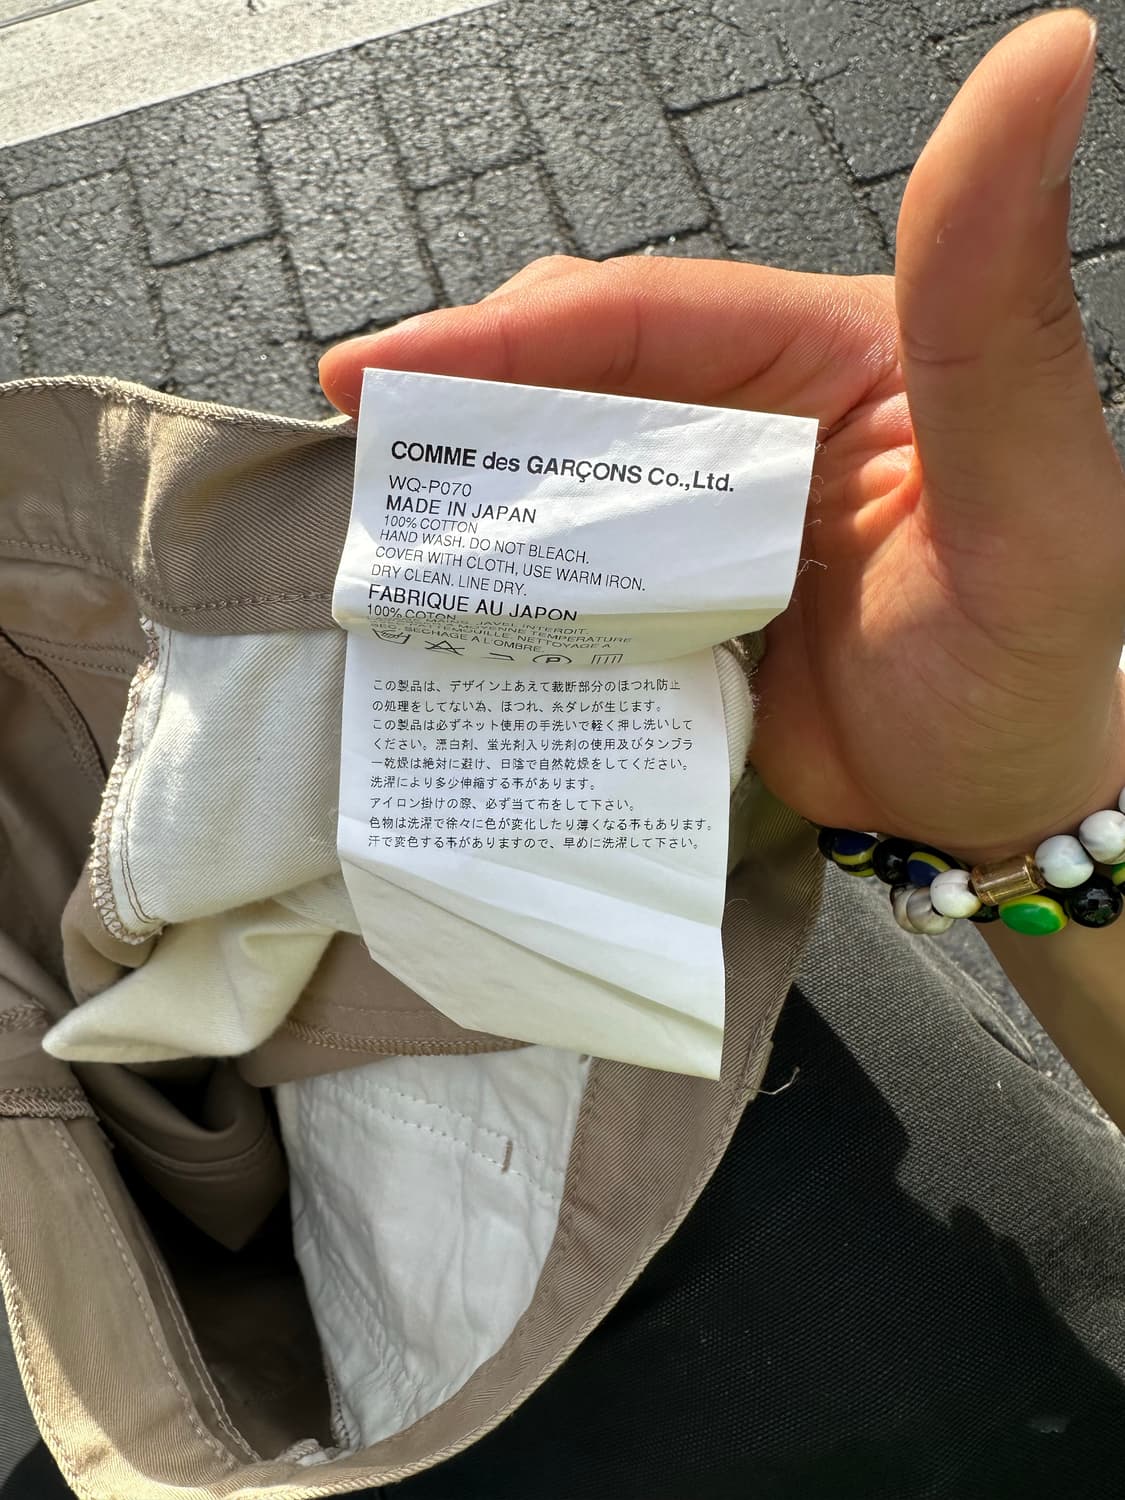 COMME des GARÇONS Co.,Ltd.
WQ-P070
MADE IN JAPAN
100% COTTON
HAND WASH. DO NOT BLEACH.
COVER WITH CLOTH, USE WARM IRON.
DRY CLEAN. LINE DRY.
FABRIQUE AU JAPON
100% COTON
JAVEL INTERDIT.
TEMPERATURE
SEC. SECHAGE A L'OMBRE.
P
この製品は、デザイン上あえて裁断部分のほつれ防止
の処理をしてない為、ほつれ、糸ダレが生じます。
この製品は必ずネット使用の手洗いで軽く押し洗いして
ください。漂白剤、蛍光剤入り洗剤の使用及びタンブラ
ー乾燥は絶対に避け、日陰で自然乾燥をしてください。
洗濯により多少伸縮する事があります。
アイロン掛けの際、必ず当て布をして下さい。
色物は洗濯で徐々に色が変化したり薄くなる事もあります。
汗で変色する事がありますので、早めに洗濯して下さい。